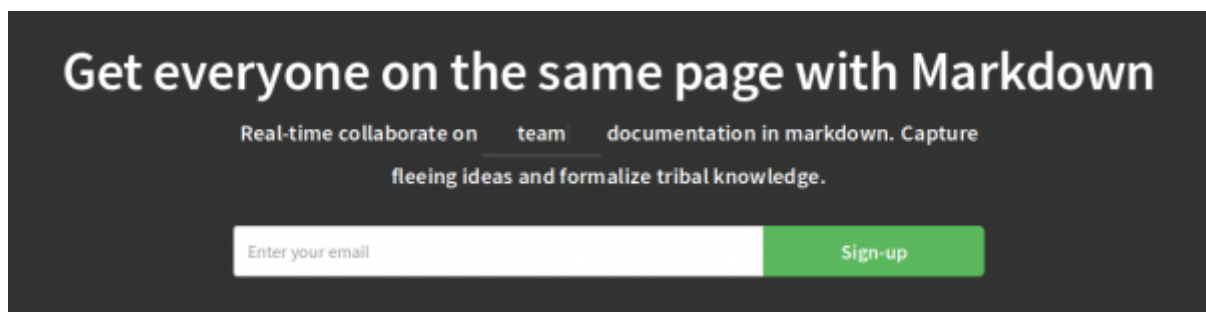 Get everyone on the same page with Markdown
Real-time collaborate on team documentation in markdown. Capture
fleeing ideas and formalize tribal knowledge.
Enter your email
Sign-up